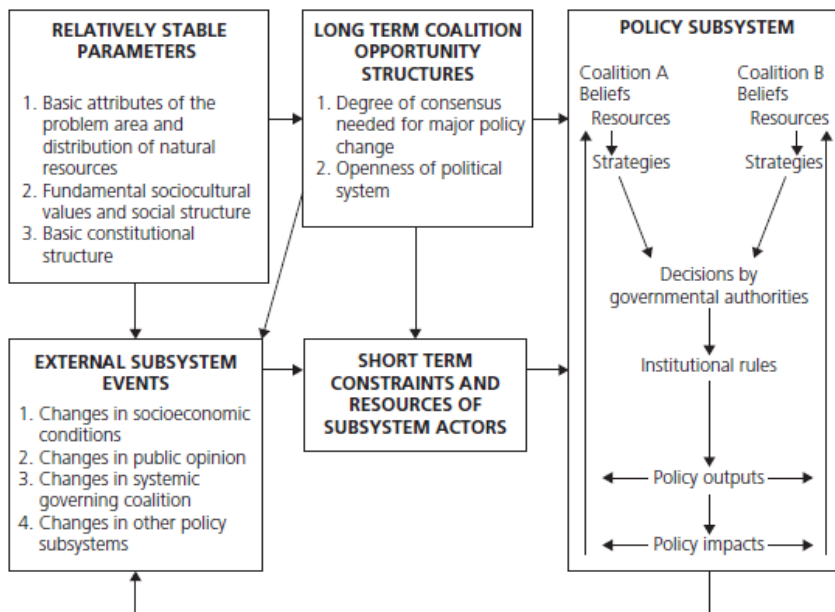 RELATIVELY STABLE
PARAMETERS
1. Basic attributes of the
problem area and
distribution of natural
resources
2. Fundamental sociocultural
values and social structure
3. Basic constitutional
structure
LONG TERM COALITION
OPPORTUNITY
STRUCTURES
1. Degree of consensus
needed for major policy
change
2. Openness of political
system
POLICY SUBSYSTEM
Coalition A
Beliefs
Resources
Strategies
Coalition B
Beliefs
Resources
Strategies
Decisions by
governmental authorities
Institutional rules
Policy outputs
Policy impacts
EXTERNAL SUBSYSTEM
EVENTS
1. Changes in socioeconomic
conditions
2. Changes in public opinion
3. Changes in systemic
governing coalition
4. Changes in other policy
subsystems
SHORT TERM
CONSTRAINTS AND
RESOURCES OF
SUBSYSTEM ACTORS